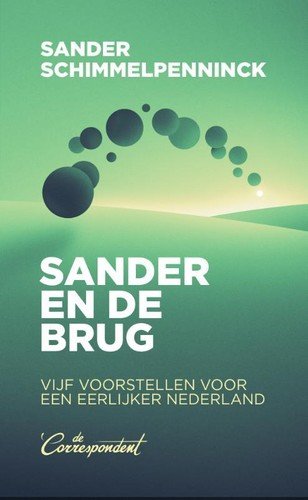 SANDER
SCHIMMELPENNINCK
SANDER
EN DE
BRUG
VIJF VOORSTELLEN VOOR
EEN EERLIJKER NEDERLAND
de
Correspondent